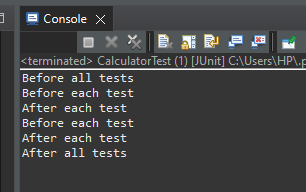 Console
<terminated> CalculatorTest (1) [JUnit] C:\Users\HP\.p
Before all tests
Before each test
After each test
Before each test
After each test
After all tests